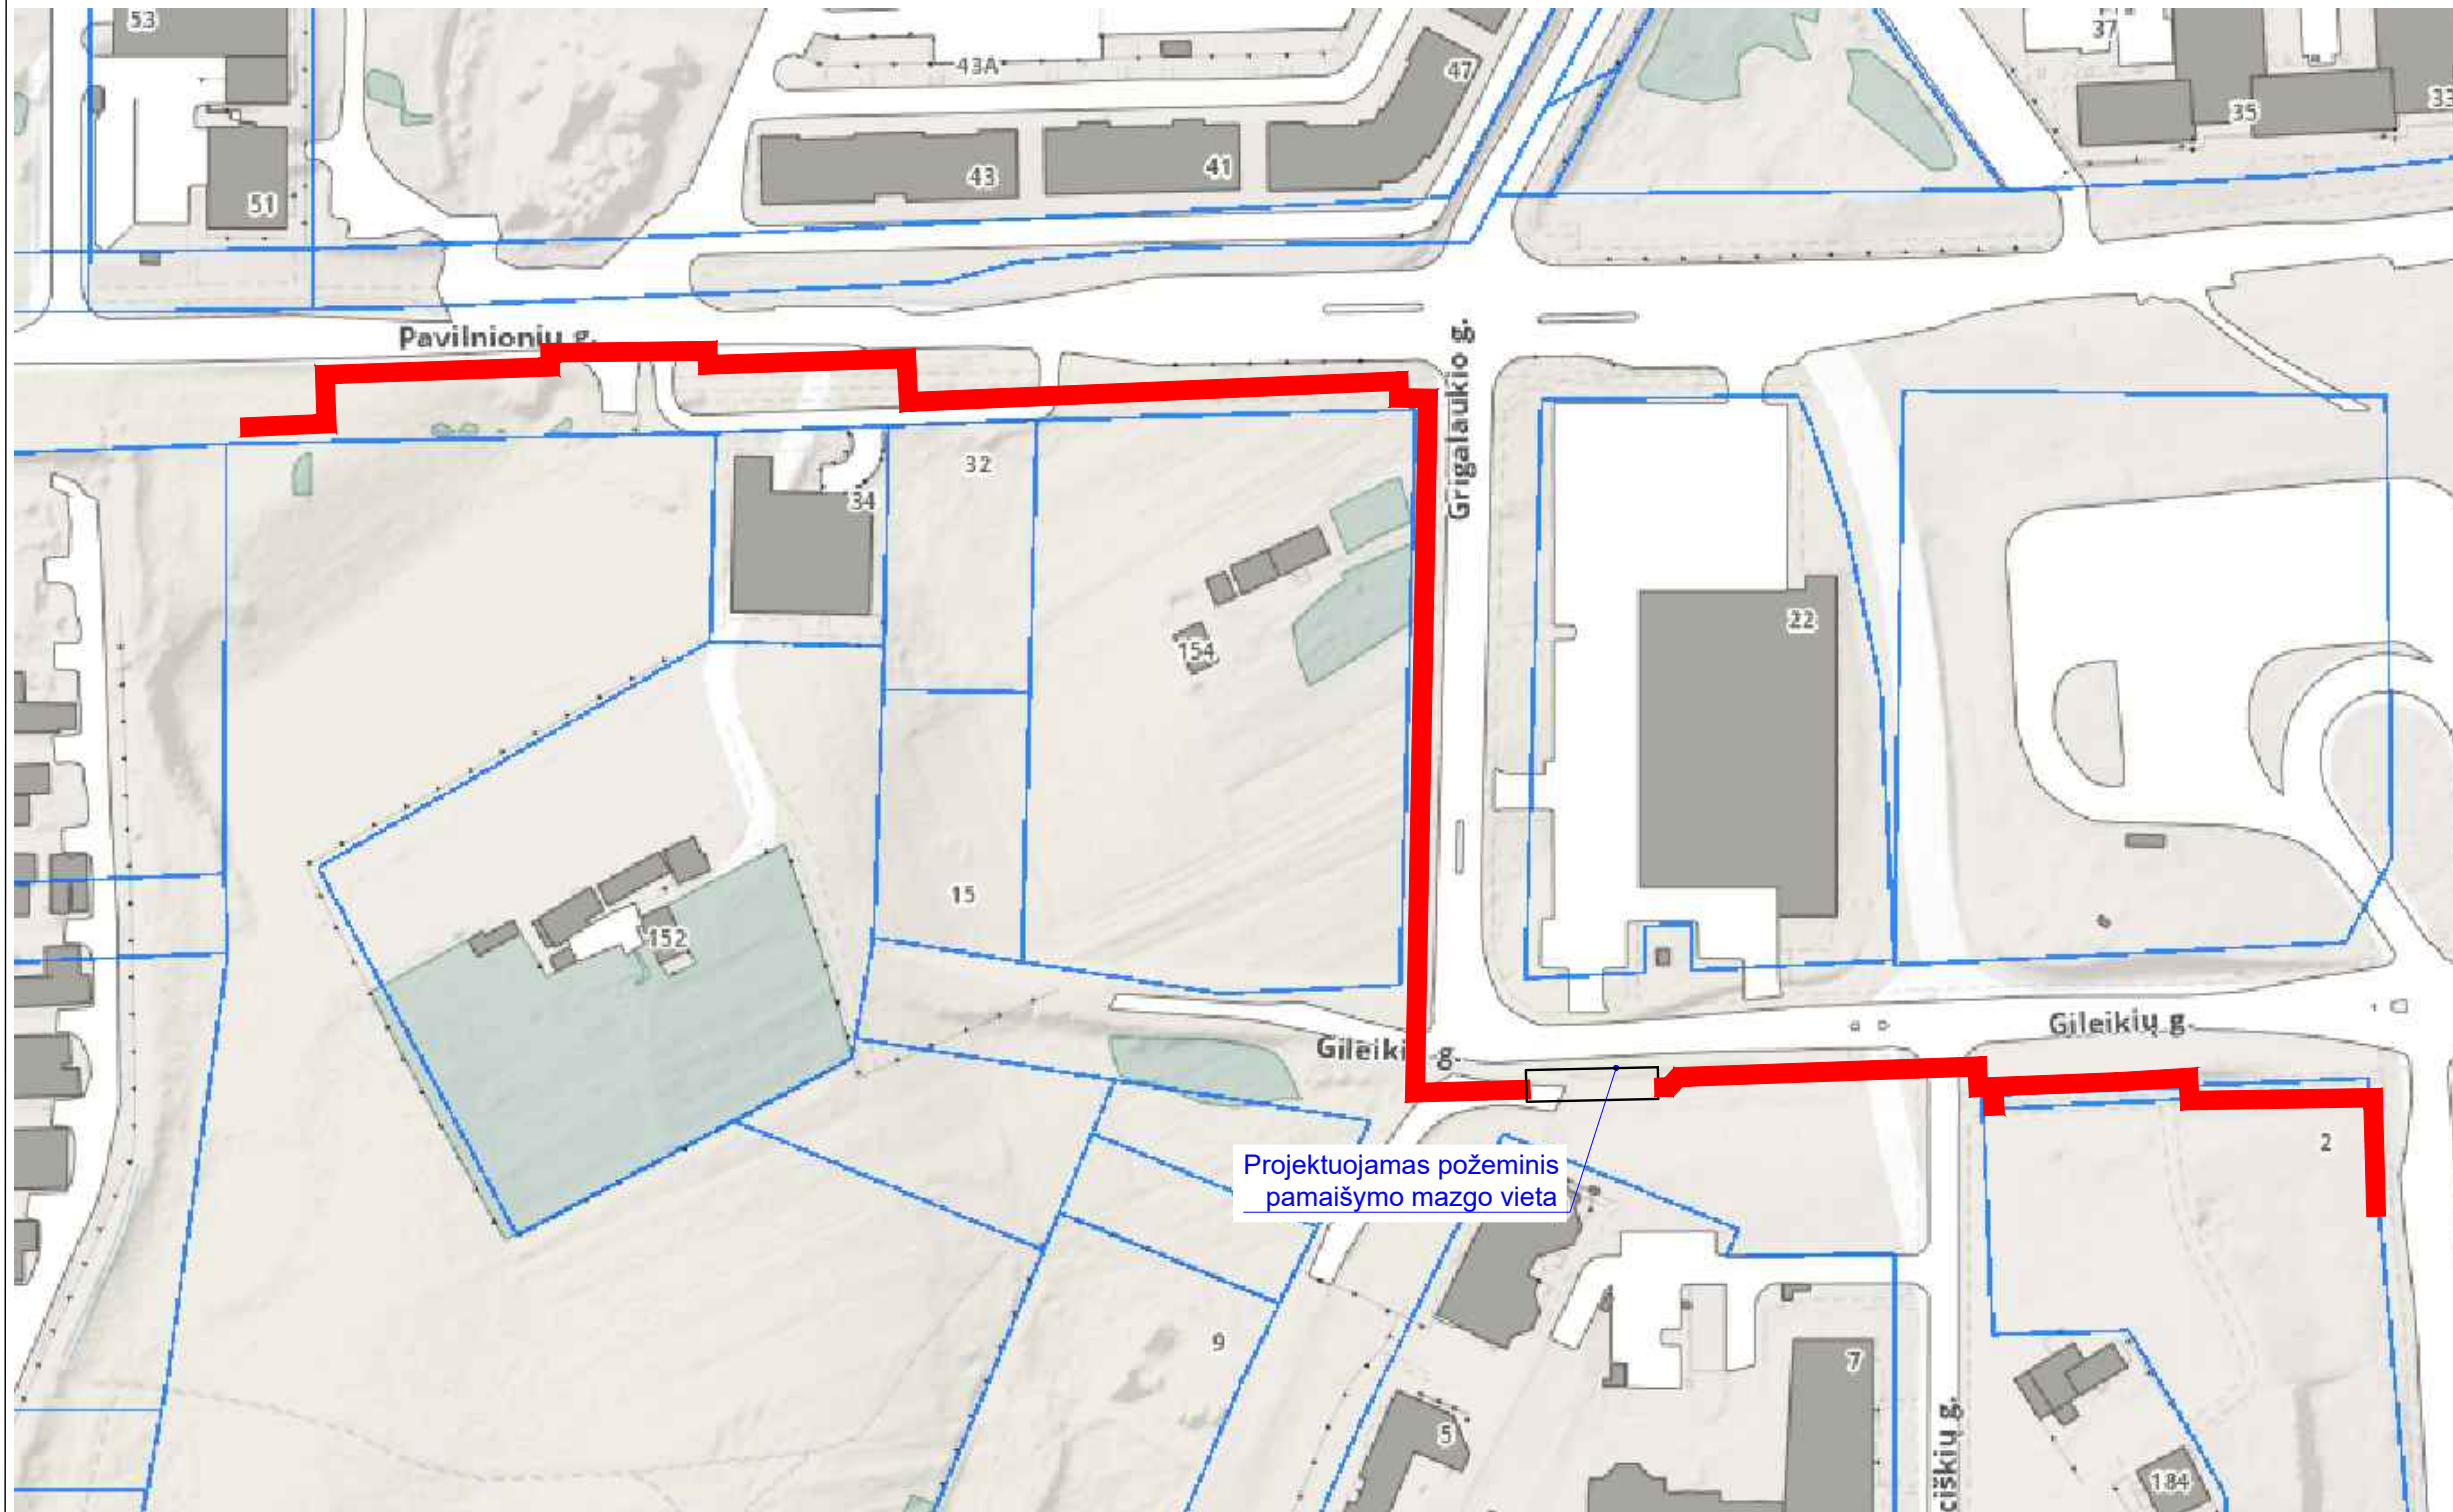 53
43A
47
37
35
33
51
43
41
Pavilnionių g.
Grigalaukio g.
32
34
22
154
15
152
Gileikių g.
Gileikių g.
2
Projektuojamas požeminis
pamaišymo mazgo vieta
9
7
5
ciškių g.
184